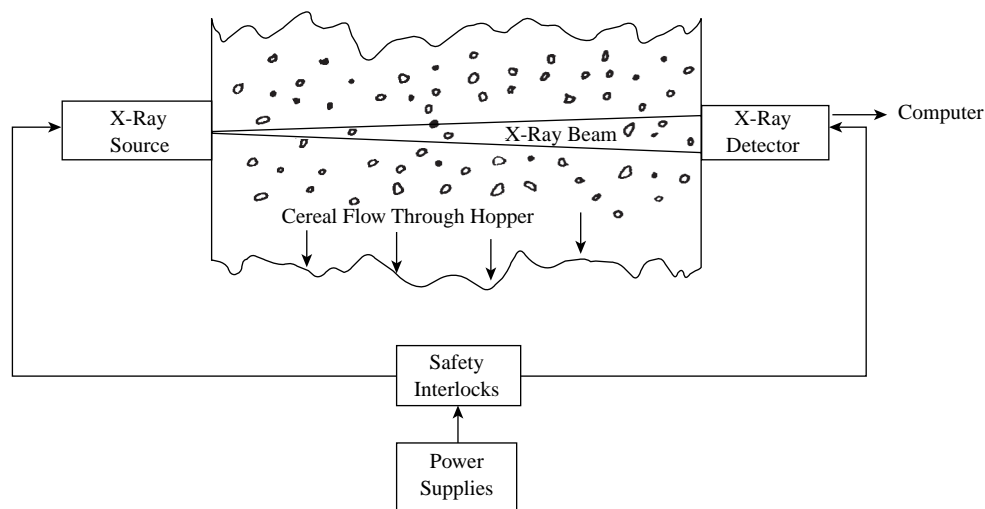 X-Ray
Source
X-Ray Beam
X-Ray
Detector
Computer
Cereal Flow Through Hopper
Safety
Interlocks
Power
Supplies